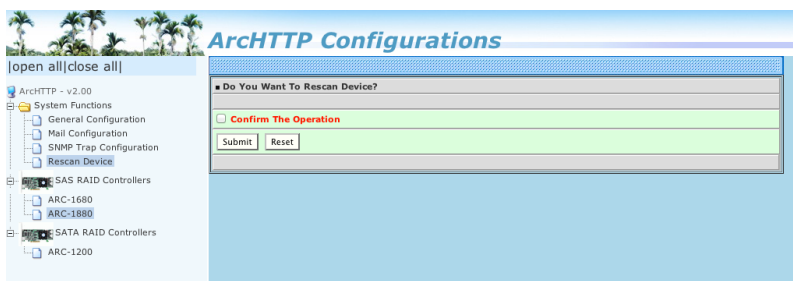 ArcHTTP Configurations
|open all|close all|
ArcHTTP - v2.00
System Functions
General Configuration
Mail Configuration
SNMP Trap Configuration
Rescan Device
SAS RAID Controllers
ARC-1680
ARC-1880
SATA RAID Controllers
ARC-1200
Do You Want To Rescan Device?
Confirm The Operation
Submit Reset